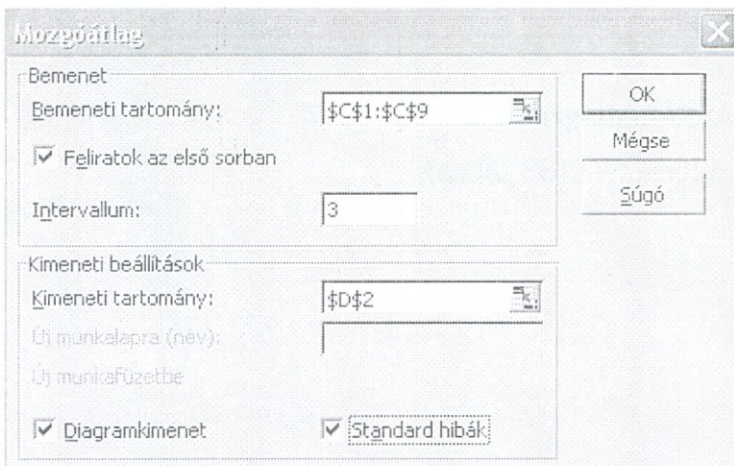 Mozgóátlag
Bemenet
Bemeneti tartomány: $C$1:$C$9
Feliratok az első sorban
Intervallum: 3
OK
Mégse
Súgó
Kimeneti beállítások
Kimeneti tartomány: $D$2
Új munkalapra (név):
Új munkafüzetbe
Diagramkimenet
Standard hibák